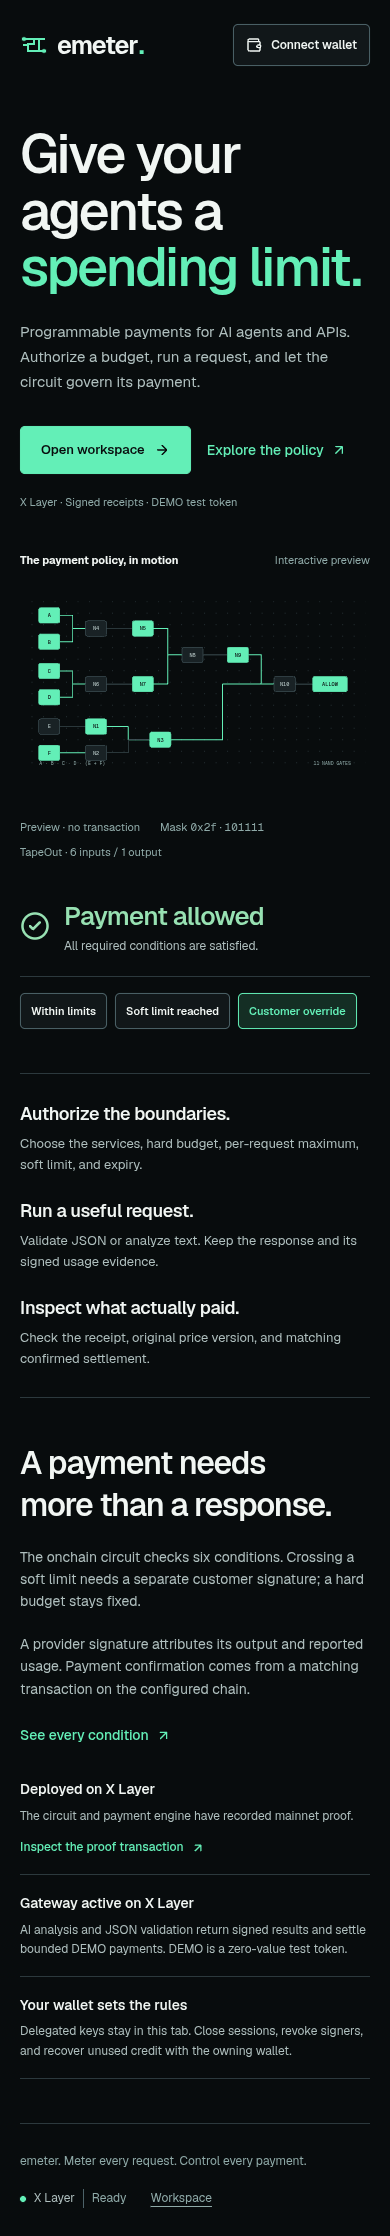 emeter.
Connect wallet
Give your
agents a
spending limit.
Programmable payments for AI agents and APIs.
Authorize a budget, run a request, and let the
circuit govern its payment.
Open workspace
Explore the policy
X Layer · Signed receipts · DEMO test token
The payment policy, in motion
Interactive preview
A
N4
N5
B
N8
N9
C
D
N6
N7
N10
ALLOW
E
N1
N3
F
N2
A · B · C · D · (E + F)
11 NAND GATES
Preview · no transaction
Mask 0x2f · 101111
TapeOut · 6 inputs / 1 output
Payment allowed
All required conditions are satisfied.
Within limits
Soft limit reached
Customer override
Authorize the boundaries.
Choose the services, hard budget, per-request maximum,
soft limit, and expiry.
Run a useful request.
Validate JSON or analyze text. Keep the response and its
signed usage evidence.
Inspect what actually paid.
Check the receipt, original price version, and matching
confirmed settlement.
A payment needs
more than a response.
The onchain circuit checks six conditions. Crossing a
soft limit needs a separate customer signature; a hard
budget stays fixed.
A provider signature attributes its output and reported
usage. Payment confirmation comes from a matching
transaction on the configured chain.
See every condition
Deployed on X Layer
The circuit and payment engine have recorded mainnet proof.
Inspect the proof transaction
Gateway active on X Layer
AI analysis and JSON validation return signed results and settle
bounded DEMO payments. DEMO is a zero-value test token.
Your wallet sets the rules
Delegated keys stay in this tab. Close sessions, revoke signers,
and recover unused credit with the owning wallet.
emeter. Meter every request. Control every payment.
X Layer
Ready
Workspace